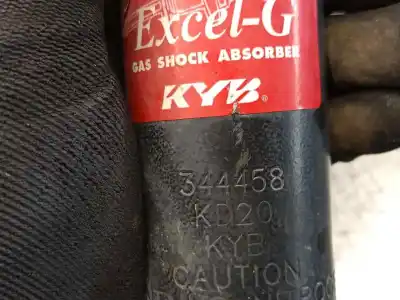 Excel-G
GAS SHOCK ABSORBER
KYB®
344458
KD20
KYB
CAUTION